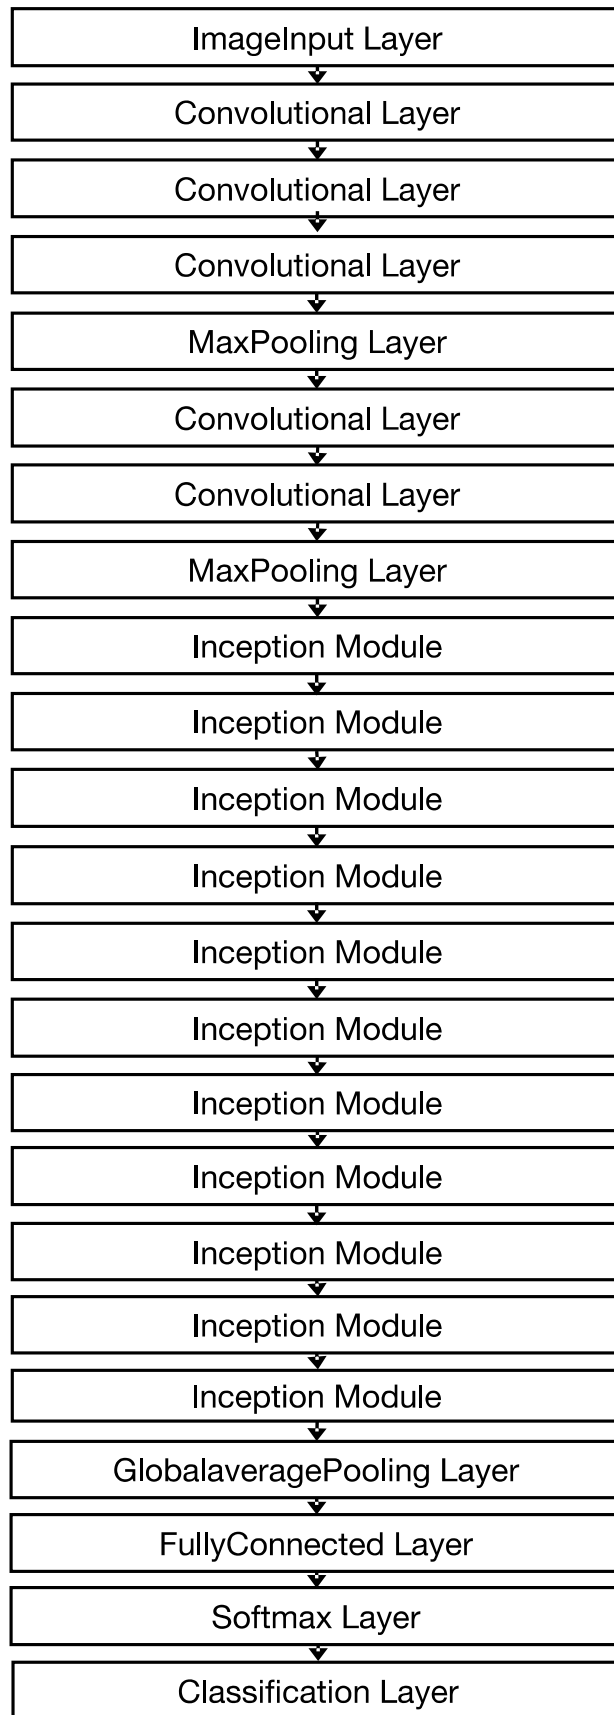 ImageInput Layer
Convolutional Layer
Convolutional Layer
Convolutional Layer
MaxPooling Layer
Convolutional Layer
Convolutional Layer
MaxPooling Layer
Inception Module
Inception Module
Inception Module
Inception Module
Inception Module
Inception Module
Inception Module
Inception Module
Inception Module
Inception Module
Inception Module
GlobalaveragePooling Layer
FullyConnected Layer
Softmax Layer
Classification Layer